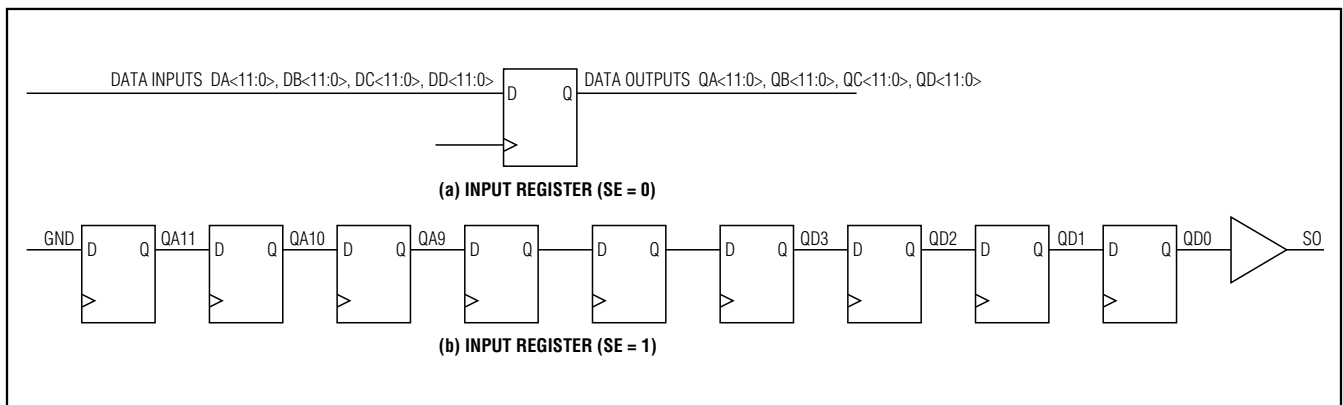 DATA INPUTS DA<11:0>, DB<11:0>, DC<11:0>, DD<11:0>
DATA OUTPUTS QA<11:0>, QB<11:0>, QC<11:0>, QD<11:0>
D Q
(a) INPUT REGISTER (SE = 0)
GND D Q QA11 D Q QA10 D Q QA9 D Q D Q D Q QD3 D Q QD2 D Q QD1 D Q QD0 SO
(b) INPUT REGISTER (SE = 1)